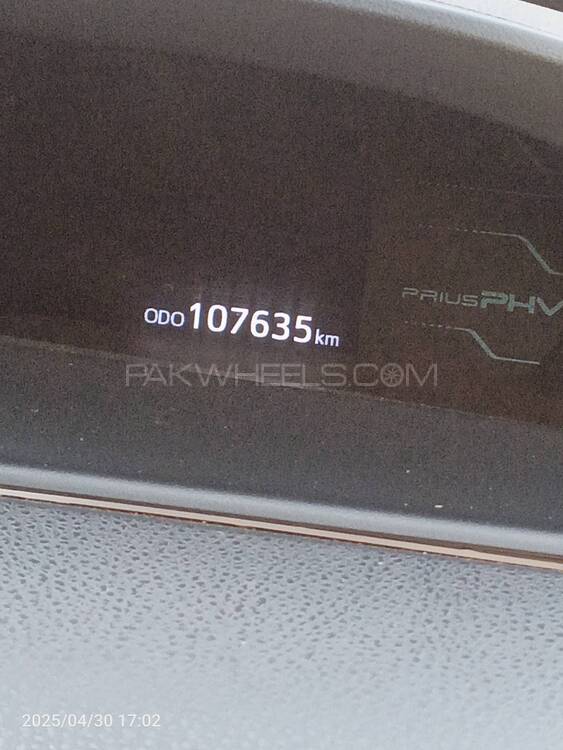 PRIUS PHV
ODO 107635 km
PAKWHEELS.COM
2025/04/30 17:02